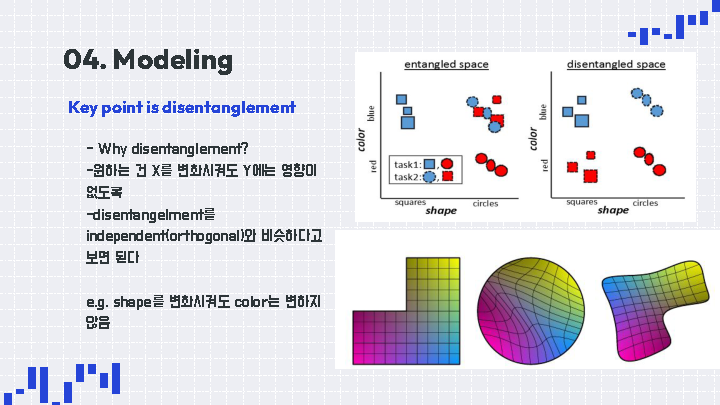 04. Modeling
Key point is disentanglement
- Why disentanglement?
-원하는 건 X를 변화시켜도 Y에는 영향이
없도록
-disentangelment를
independent(orthogonal)와 비슷하다고
보면 된다
e.g. shape를 변화시켜도 color는 변하지
않음
entangled space
blue
color
red
task1: ,
task2: ,
squares
circles
shape
disentangled space
blue
color
red
squares
circles
shape